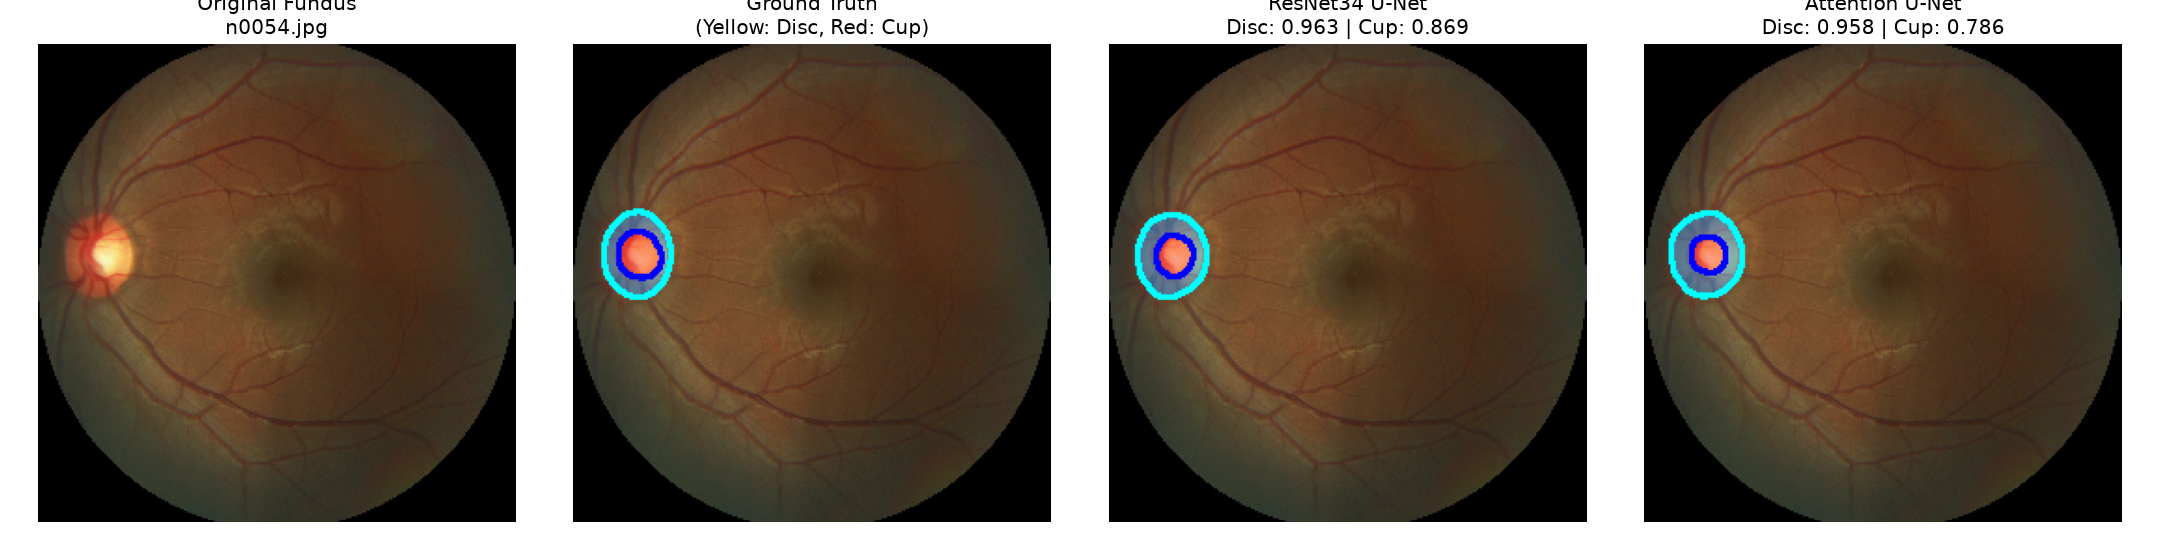 Original Fundus
n0054.jpg
Ground Truth
(Yellow: Disc, Red: Cup)
ResNet34 U-Net
Disc: 0.963 | Cup: 0.869
Attention U-Net
Disc: 0.958 | Cup: 0.786